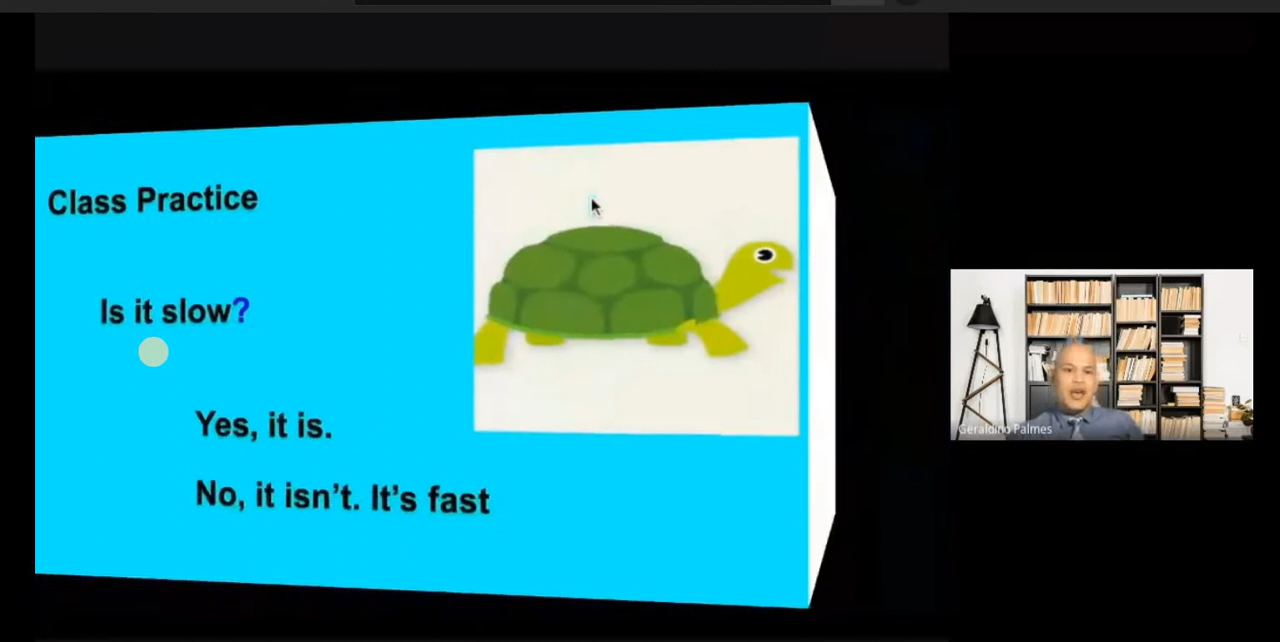 Class Practice
Is it slow?
Yes, it is.
No, it isn't. It's fast
Geraldino Palmes